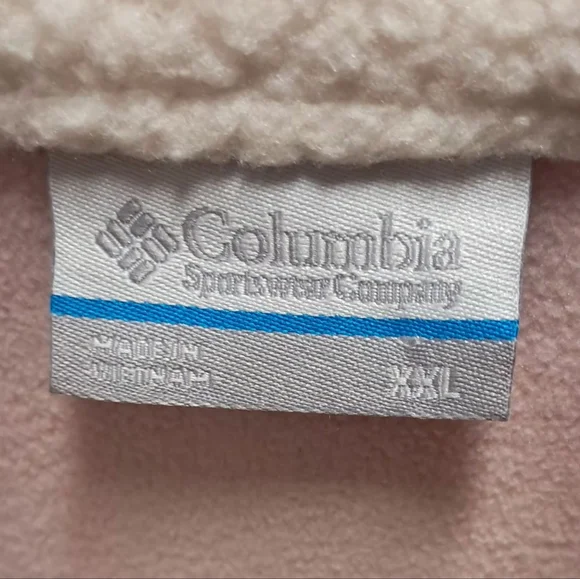 Columbia
Sportswear Company
MADE IN
VIETNAM
XXL